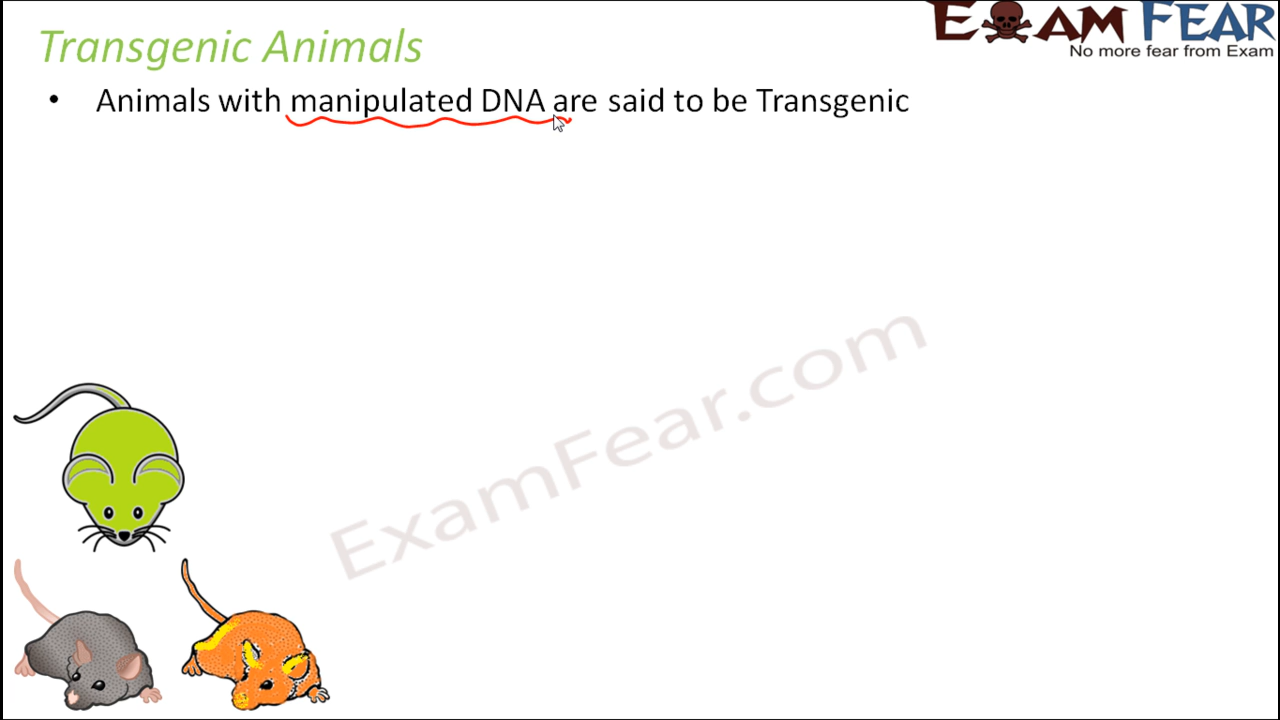 Transgenic Animals
EXAM FEAR
No more fear from Exam
• Animals with manipulated DNA are said to be Transgenic
ExamFear.com